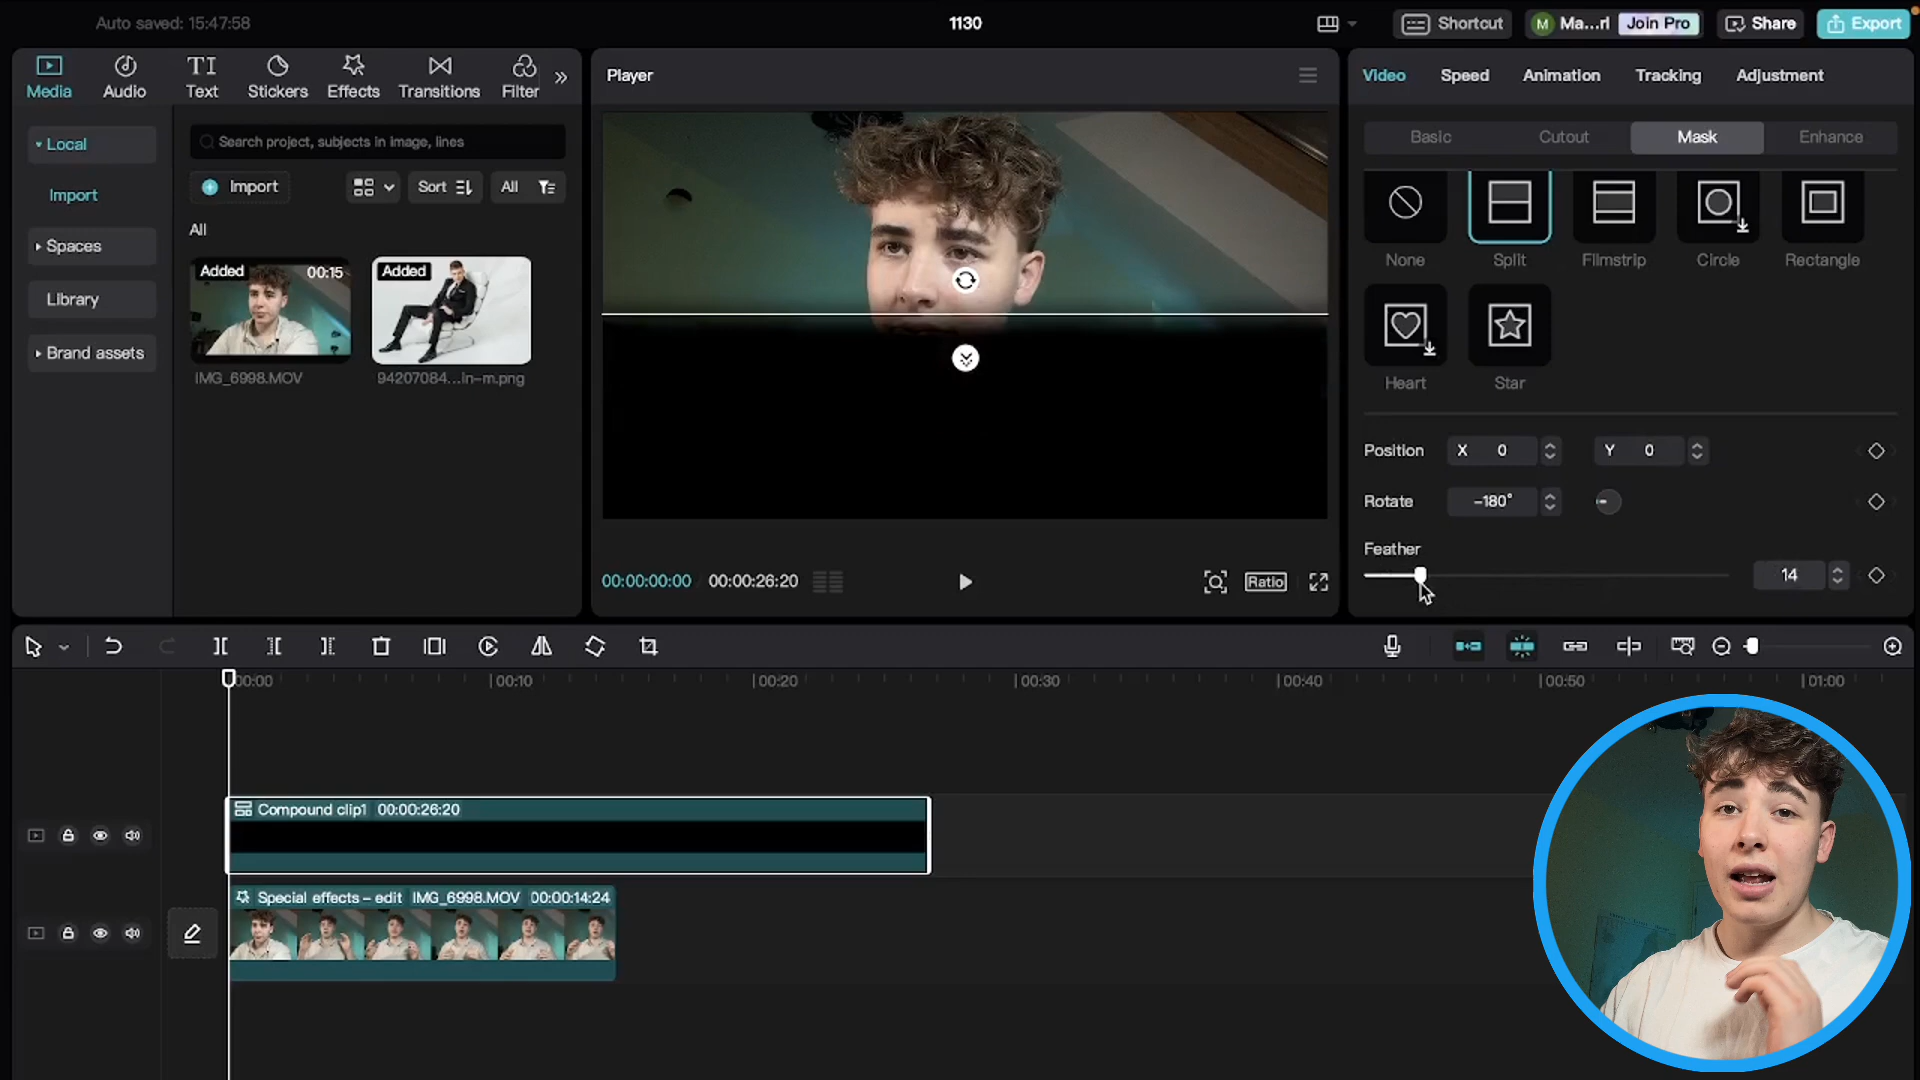 Auto saved: 15:47:58
1130
Shortcut
M
Ma...rl
Join Pro
Share
Export
Media
Audio
TI
Text
Stickers
Effects
Transitions
Filter
Local
Import
Spaces
Library
Brand assets
Search project, subjects in image, lines
Import
Sort
All
All
Added
00:15
IMG_6998.MOV
Added
94207084...in-m.png
Player
00:00:00:00
00:00:26:20
Ratio
Video
Speed
Animation
Tracking
Adjustment
Basic
Cutout
Mask
Enhance
None
Split
Filmstrip
Circle
Rectangle
Heart
Star
Position
X 0
Y 0
Rotate
-180°
Feather
14
00:00
00:10
00:20
00:30
00:40
00:50
01:00
Compound clip1 00:00:26:20
Special effects – edit IMG_6998.MOV 00:00:14:24